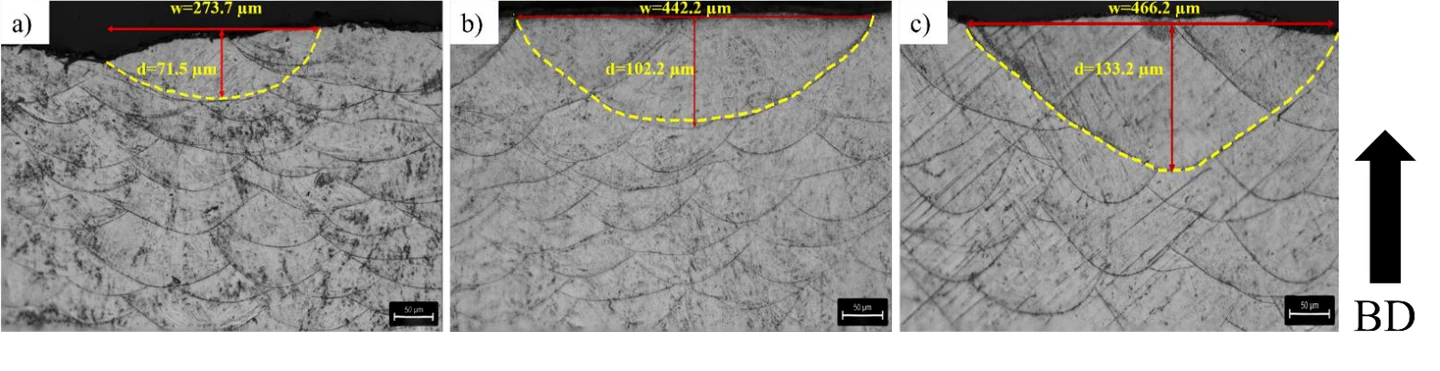 a)
w=273.7 µm
d=71.5 µm
50 µm
b)
w=442.2 µm
d=102.2 µm
50 µm
c)
w=466.2 µm
d=133.2 µm
50 µm
BD